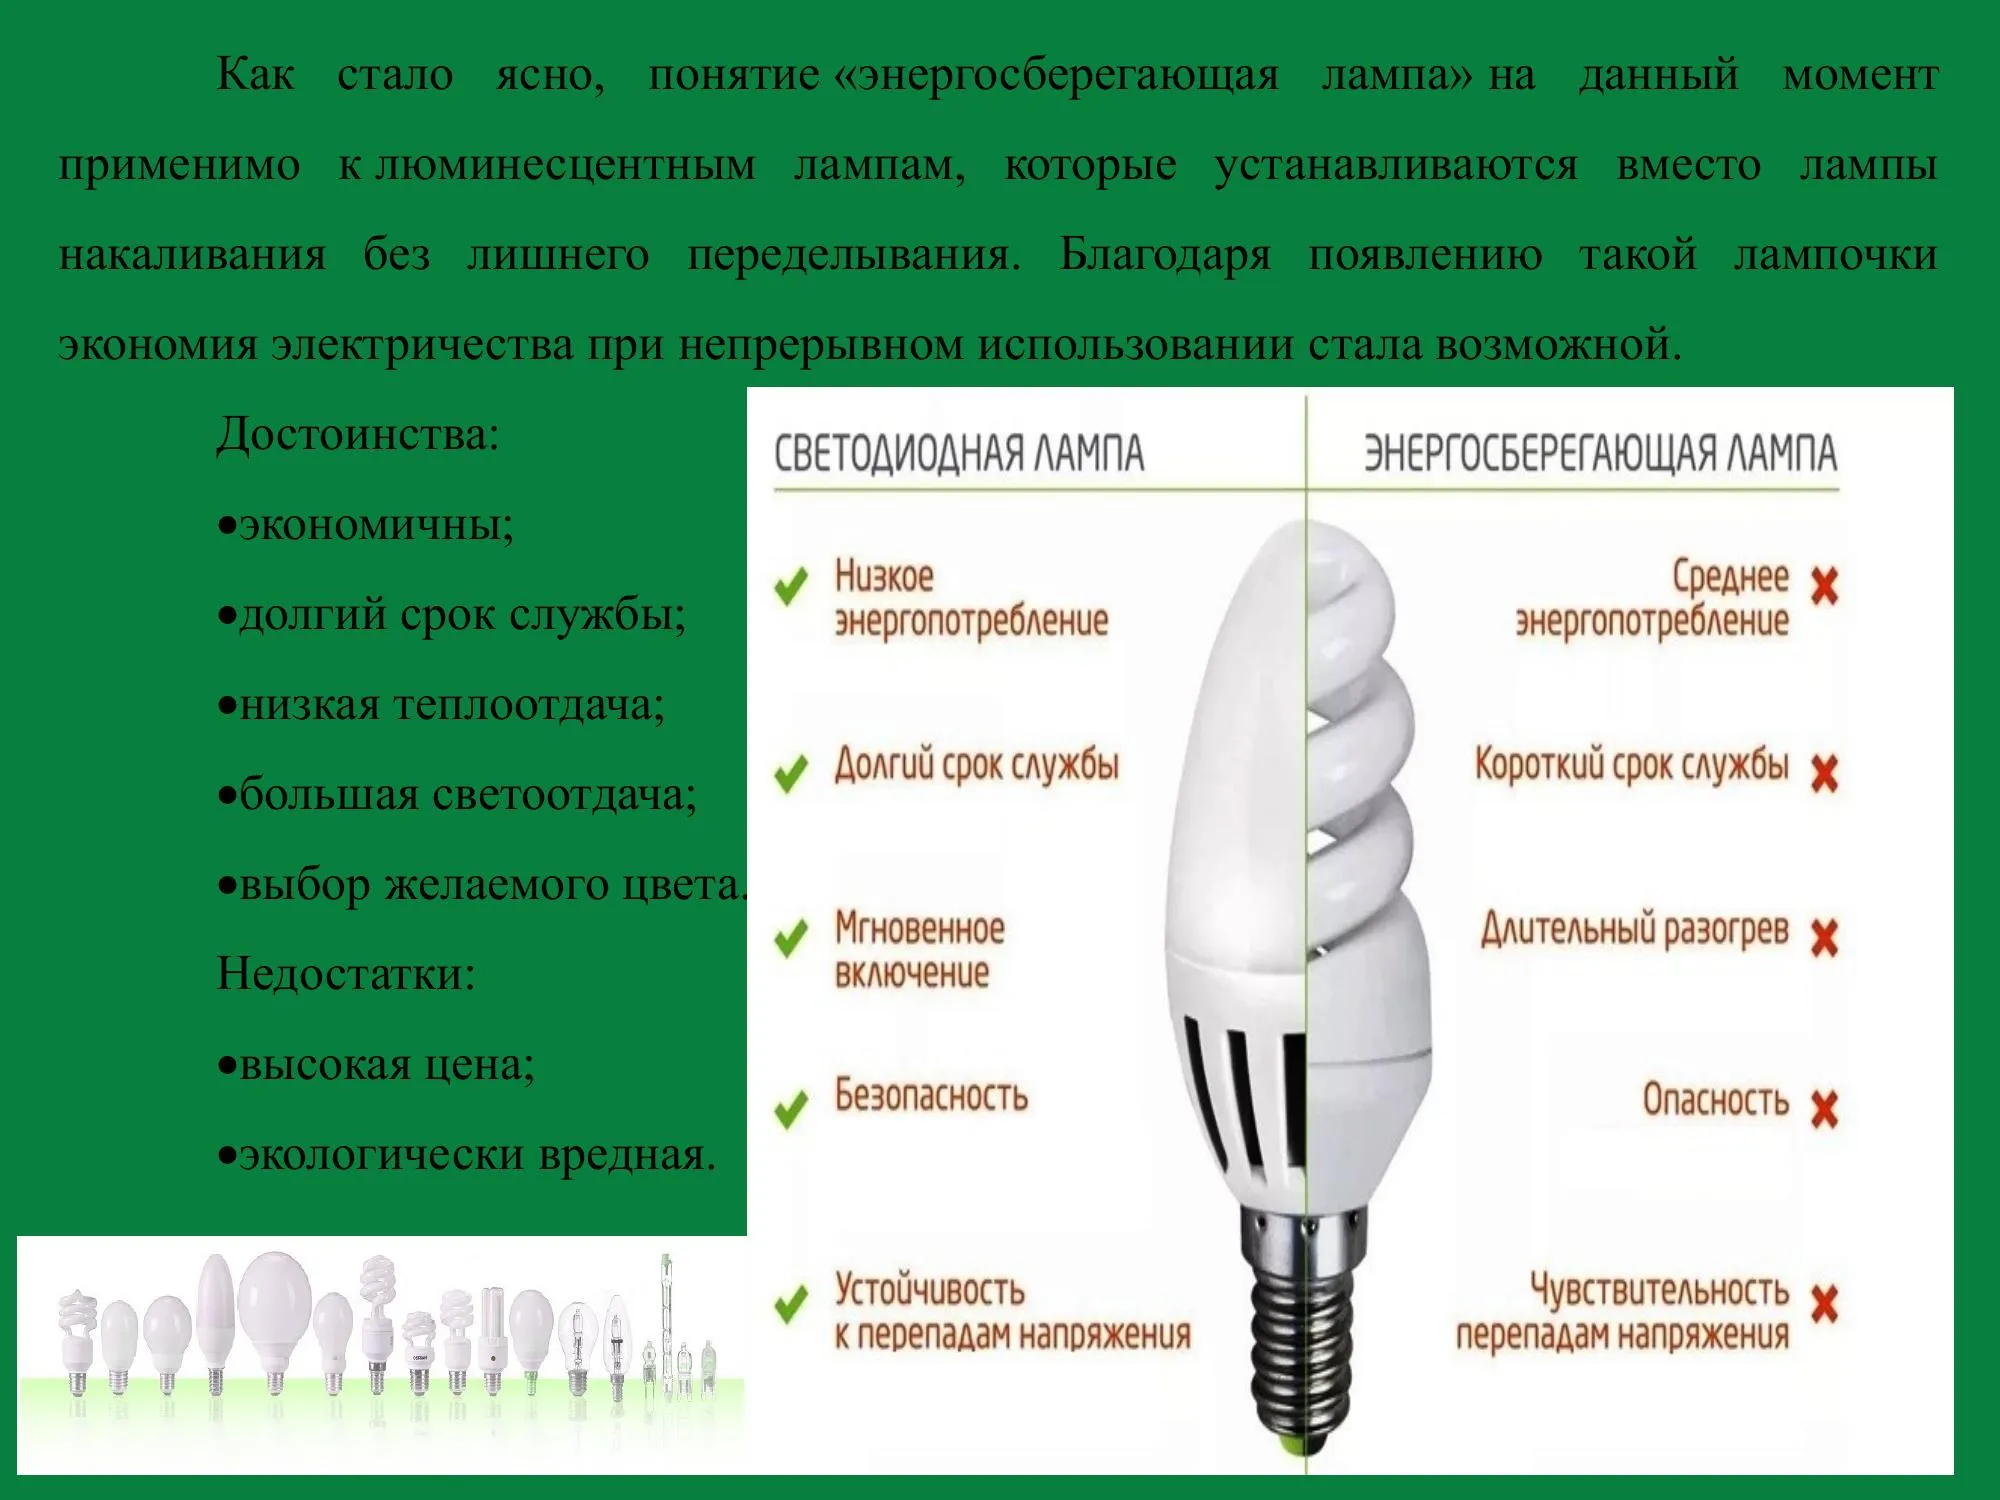 Как стало ясно, понятие «энергосберегающая лампа» на данный момент
применимо к люминесцентным лампам, которые устанавливаются вместо лампы
накаливания без лишнего переделывания. Благодаря появлению такой лампочки
экономия электричества при непрерывном использовании стала возможной.
Достоинства:
•экономичны;
•долгий срок службы;
•низкая теплоотдача;
•большая светоотдача;
•выбор желаемого цвета.
Недостатки:
•высокая цена;
•экологически вредная.
СВЕТОДИОДНАЯ ЛАМПА
Низкое
энергопотребление
Долгий срок службы
Мгновенное
включение
Безопасность
Устойчивость
к перепадам напряжения
ЭНЕРГОСБЕРЕГАЮЩАЯ ЛАМПА
Среднее
энергопотребление
Короткий срок службы
Длительный разогрев
Опасность
Чувствительность
перепадам напряжения